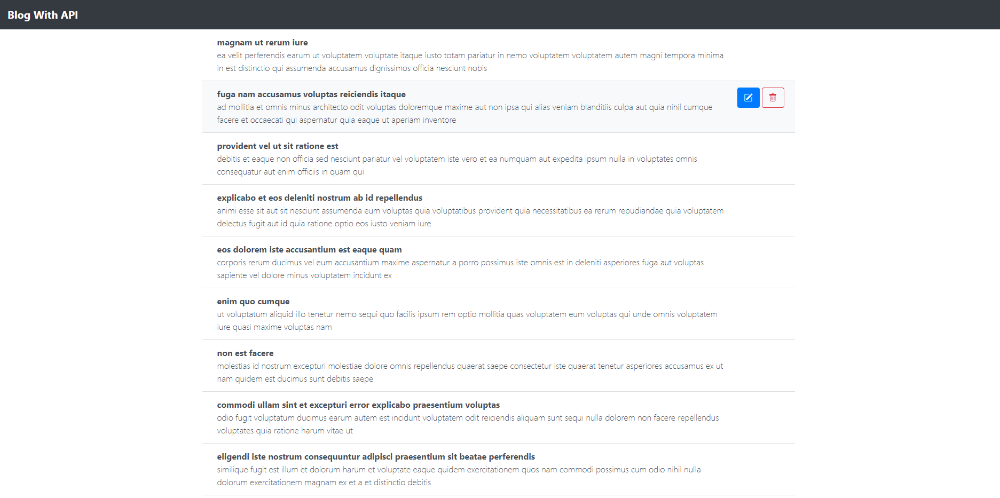 Blog With API
magnam ut rerum iure
ea velit perferendis earum ut voluptatem voluptate itaque iusto totam pariatur in nemo voluptatem voluptatem autem magni tempora minima
in est distinctio qui assumenda accusamus dignissimos officia nesciunt nobis
fuga nam accusamus voluptas reiciendis itaque
ad mollitia et omnis minus architecto odit voluptas doloremque maxime aut non ipsa qui alias veniam blanditiis culpa aut quia nihil cumque
facere et occaecati qui aspernatur quia eaque ut aperiam inventore
provident vel ut sit ratione est
debitis et eaque non officia sed nesciunt pariatur vel voluptatem iste vero et ea numquam aut expedita ipsum nulla in voluptates omnis
consequatur aut enim officiis in quam qui
explicabo et eos deleniti nostrum ab id repellendus
animi esse sit aut sit nesciunt assumenda eum voluptas quia voluptatibus provident quia necessitatibus ea rerum repudiandae quia voluptatem
delectus fugit aut id quia ratione optio eos iusto veniam iure
eos dolorem iste accusantium est eaque quam
corporis rerum ducimus vel eum accusantium maxime aspernatur a porro possimus iste omnis est in deleniti asperiores fuga aut voluptas
sapiente vel dolore minus voluptatem incidunt ex
enim quo cumque
ut voluptatum aliquid illo tenetur nemo sequi quo facilis ipsum rem optio mollitia quas voluptatem eum voluptas qui unde omnis voluptatem
iure quasi maxime voluptas nam
non est facere
molestias id nostrum excepturi molestiae dolore omnis repellendus quaerat saepe consectetur iste quaerat tenetur asperiores accusamus ex ut
nam quidem est ducimus sunt debitis saepe
commodi ullam sint et excepturi error explicabo praesentium voluptas
odio fugit voluptatum ducimus earum autem est incidunt voluptatem odit reiciendis aliquam sunt sequi nulla dolorem non facere repellendus
voluptates quia ratione harum vitae ut
eligendi iste nostrum consequuntur adipisci praesentium sit beatae perferendis
similique fugit est illum et dolorum harum et voluptate eaque quidem exercitationem quos nam commodi possimus cum odio nihil nulla
dolorum exercitationem magnam ex et a et distinctio debitis